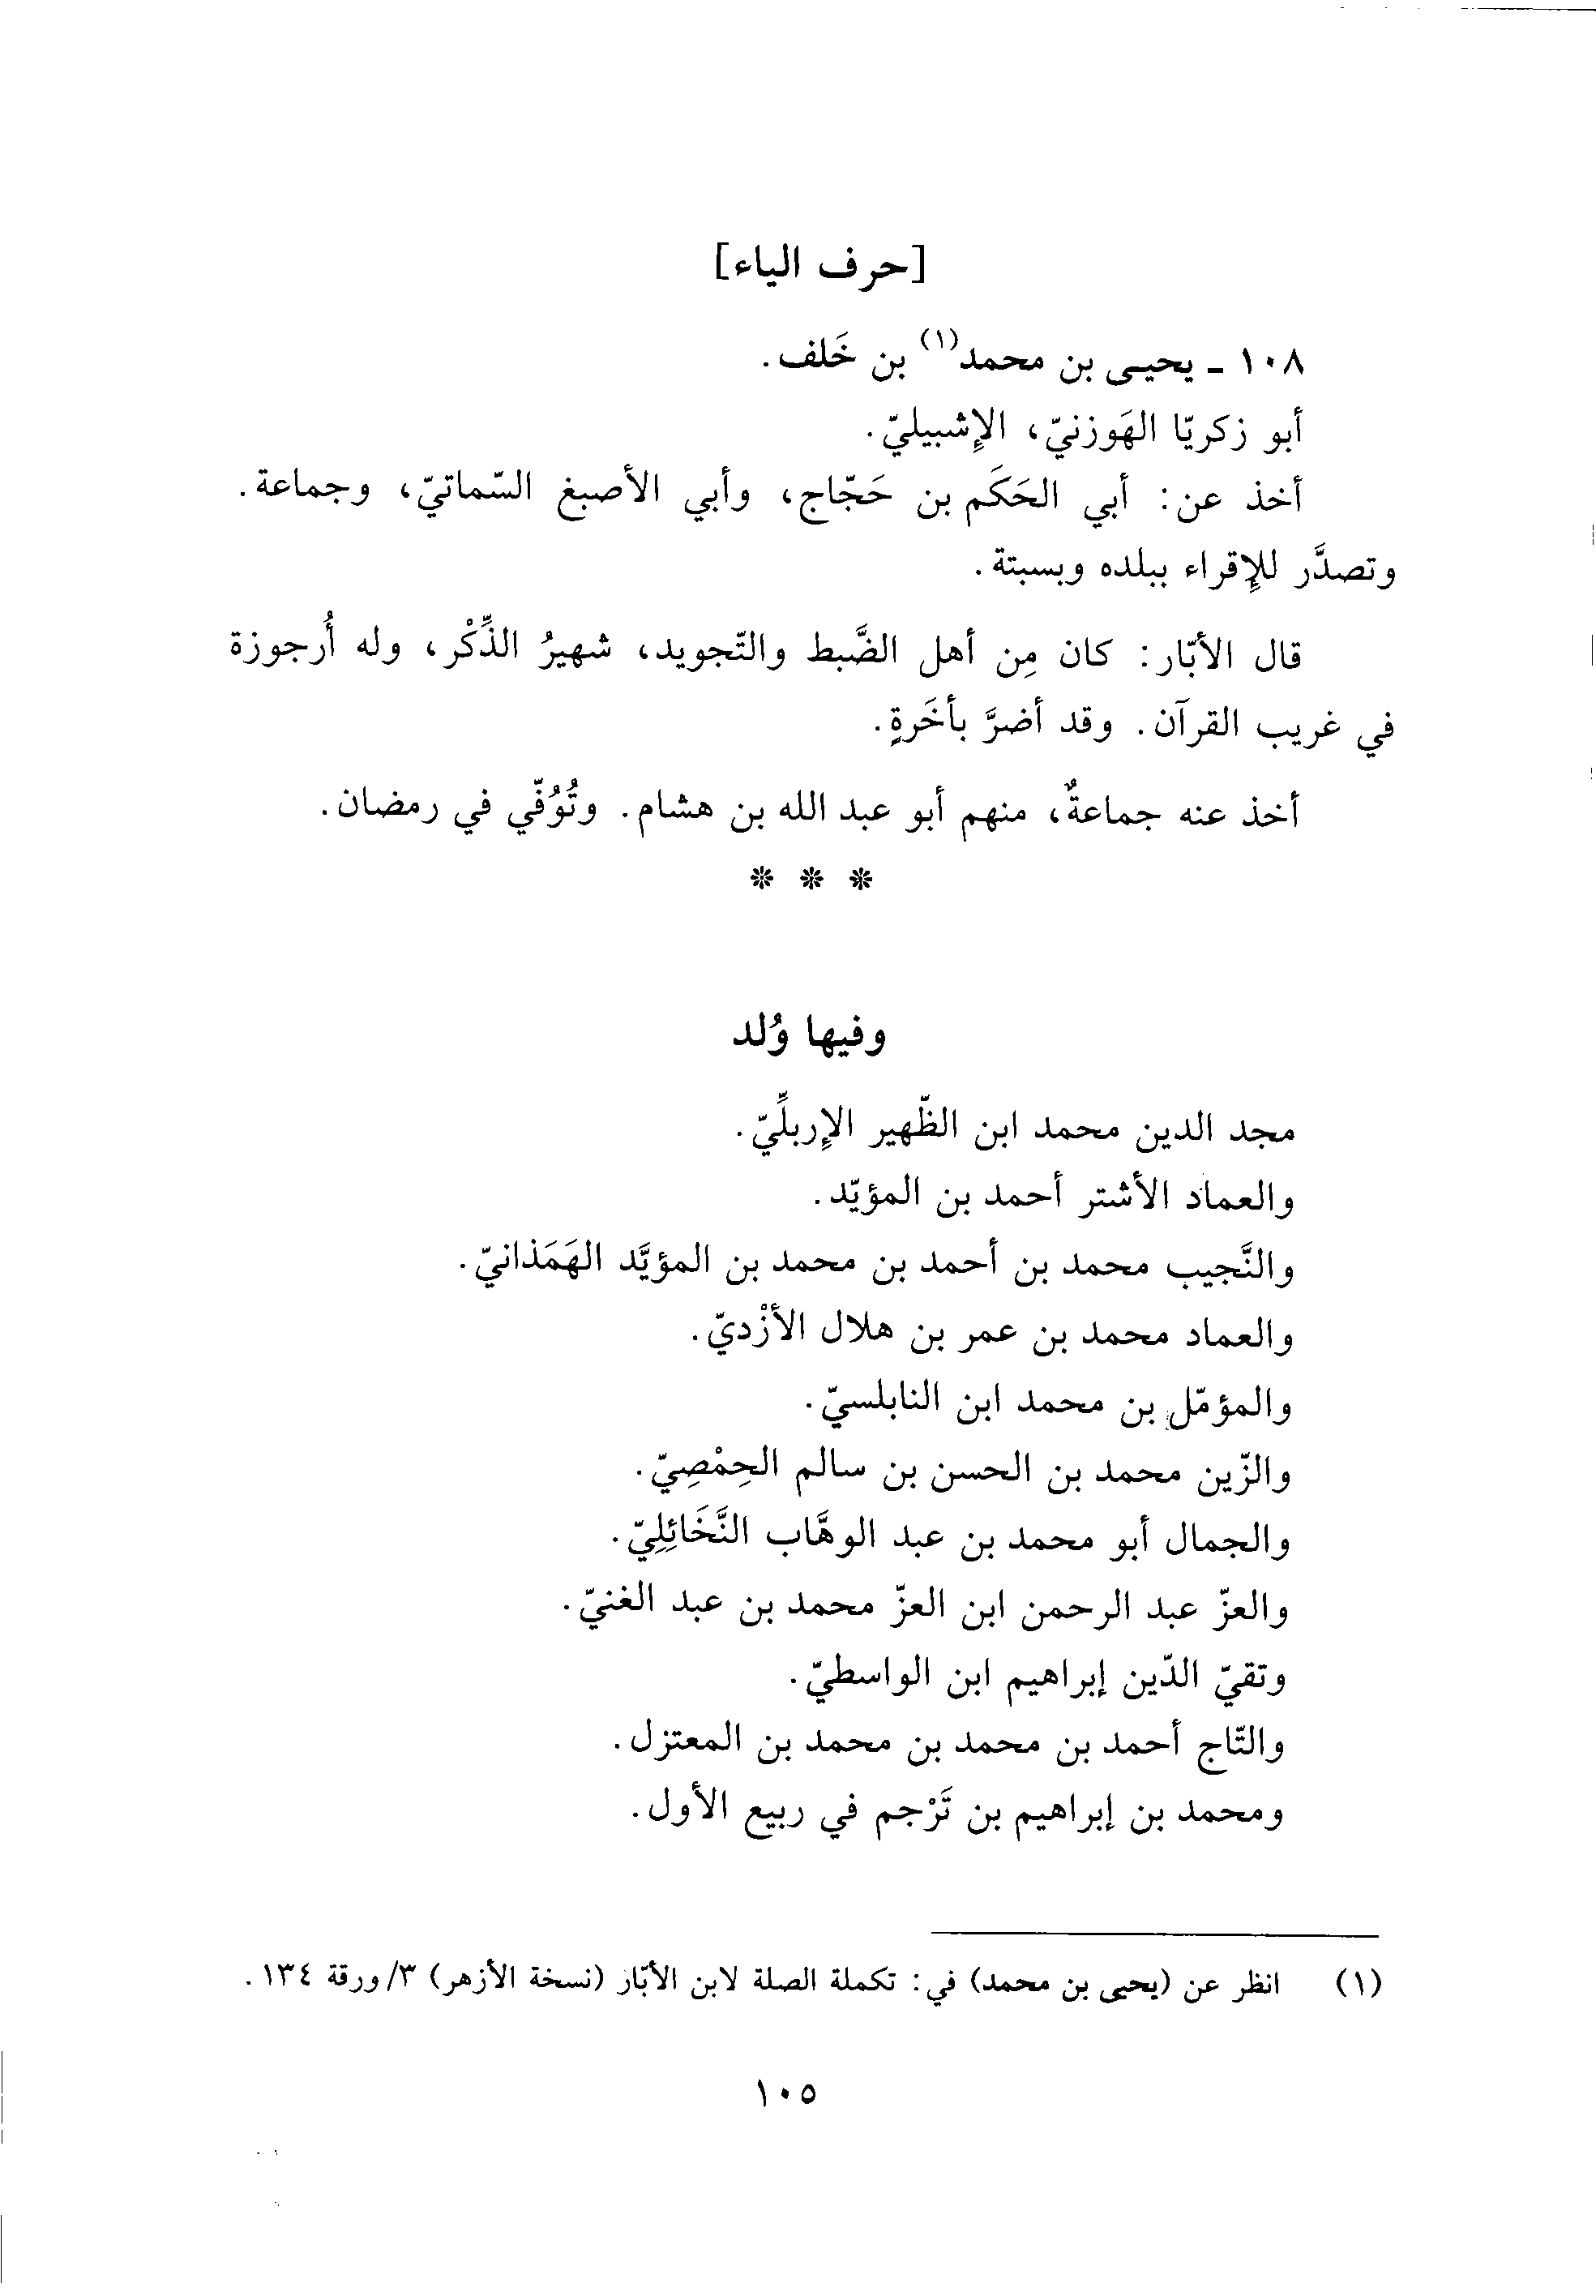 [حرف الياء]
١٠٨ ـ يحيى بن محمد(١) بن خَلف.
أبو زكريّا الهَوزنيّ، الإِشبيليّ.
أخذ عن: أبي الحَكَم بن حَجّاج، وأبي الأصبغ السّماتيّ، وجماعة.
وتصدَّر للإِقراء ببلده وبسبتة.
قال الأبّار: كان مِن أهل الضَّبط والتّجويد، شهيرُ الذِّكْر، وله أُرجوزة
في غريب القرآن. وقد أضرَّ بأخَرةٍ.
أخذ عنه جماعةٌ، منهم أبو عبد الله بن هشام. وتُوُفّي في رمضان.
* * *
وفيها وُلد
مجد الدين محمد ابن الظّهير الإِربلِّيّ.
والعماد الأشتر أحمد بن المؤيّد.
والنَّجيب محمد بن أحمد بن محمد بن المؤيَّد الهَمَذانيّ.
والعماد محمد بن عمر بن هلال الأزْديّ.
والمؤمّل بن محمد ابن النابلسيّ.
والزّين محمد بن الحسن بن سالم الحِمْصِيّ.
والجمال أبو محمد بن عبد الوهَّاب النَّخَائِلِيّ.
والعزّ عبد الرحمن ابن العزّ محمد بن عبد الغنيّ.
وتقيّ الدّين إبراهيم ابن الواسطيّ.
والتّاج أحمد بن محمد بن محمد بن المعتزل.
ومحمد بن إبراهيم بن تَرْجم في ربيع الأول.
(١) انظر عن (يحيى بن محمد) في: تكملة الصلة لابن الأبّار (نسخة الأزهر) ٣/ورقة ١٣٤.
١٠٥